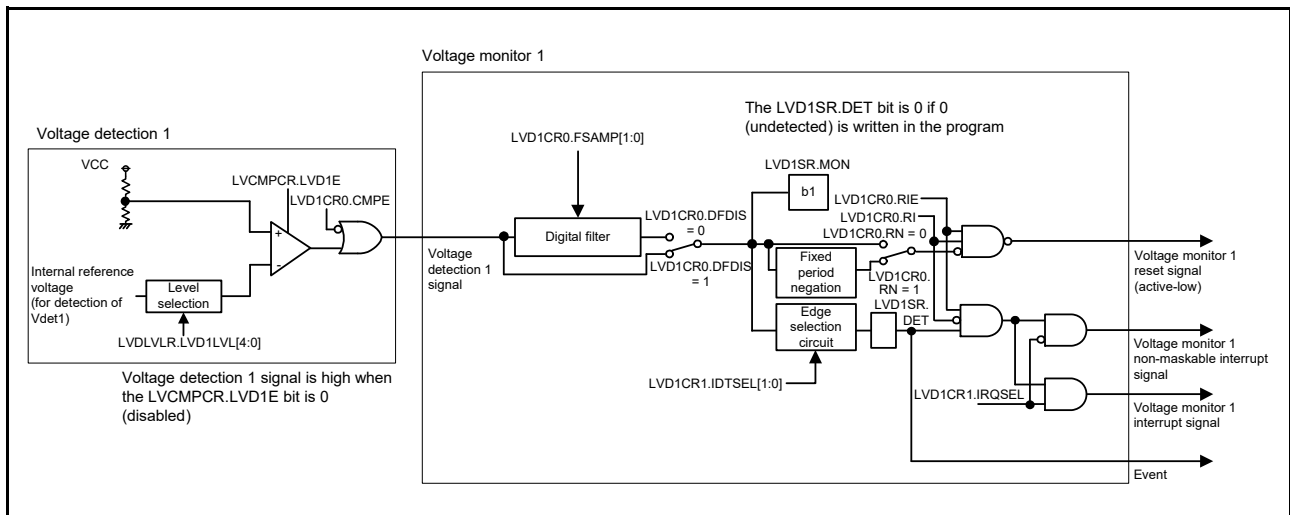 Voltage monitor 1
Voltage detection 1
VCC
LVCMPCR.LVD1E
LVD1CR0.CMPE
+
-
Internal reference
voltage
(for detection of
Vdet1)
Level
selection
LVDLVLR.LVD1LVL[4:0]
Voltage detection 1 signal is high when
the LVCMPCR.LVD1E bit is 0
(disabled)
The LVD1SR.DET bit is 0 if 0
(undetected) is written in the program
LVD1CR0.FSAMP[1:0]
Digital filter
Voltage
detection 1
signal
LVD1CR0.DFDIS
= 0
LVD1CR0.DFDIS
= 1
LVD1SR.MON
b1
LVD1CR0.RIE
LVD1CR0.RI
LVD1CR0.RN = 0
Fixed
period
negation
LVD1CR0.
RN = 1
LVD1SR.
DET
Edge
selection
circuit
LVD1CR1.IDTSEL[1:0]
LVD1CR1.IRQSEL
Voltage monitor 1
reset signal
(active-low)
Voltage monitor 1
non-maskable interrupt
signal
Voltage monitor 1
interrupt signal
Event